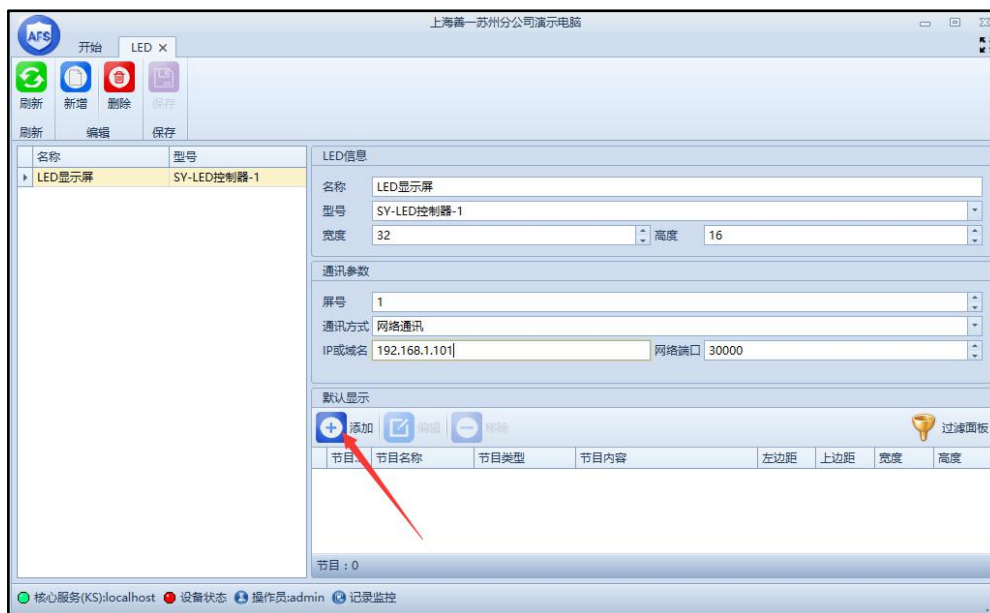 上海善一苏州分公司演示电脑
AFS
开始 LED
刷新 新增 删除 保存
刷新 编辑 保存
名称 型号
LED显示屏 SY-LED控制器-1
LED信息
名称 LED显示屏
型号 SY-LED控制器-1
宽度 32 高度 16
通讯参数
屏号 1
通讯方式 网络通讯
IP或域名 192.168.1.101 网络端口 30000
默认显示
添加 编辑 移除 过滤面板
节目... 节目名称 节目类型 节目内容 左边距 上边距 宽度 高度
节目：0
核心服务(KS):localhost 设备状态 操作员:admin 记录监控